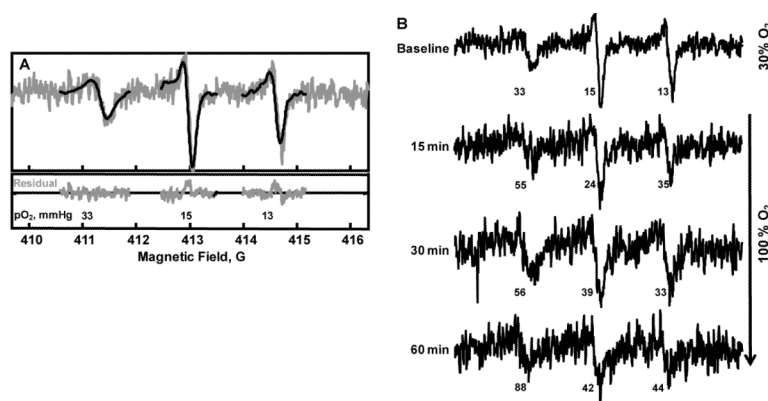 A
Residual
pO₂, mmHg 33 15 13
410 411 412 413 414 415 416
Magnetic Field, G
B
Baseline
33 15 13
30% O₂
15 min
55 24 35
30 min
56 39 33
60 min
88 42 44
100 % O₂